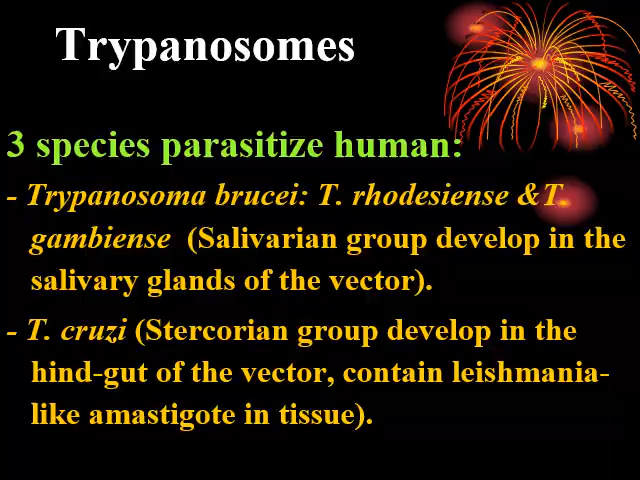 Trypanosomes
3 species parasitize human:
- Trypanosoma brucei: T. rhodesiense &T.
gambiense (Salivarian group develop in the
salivary glands of the vector).
- T. cruzi (Stercorian group develop in the
hind-gut of the vector, contain leishmania-
like amastigote in tissue).